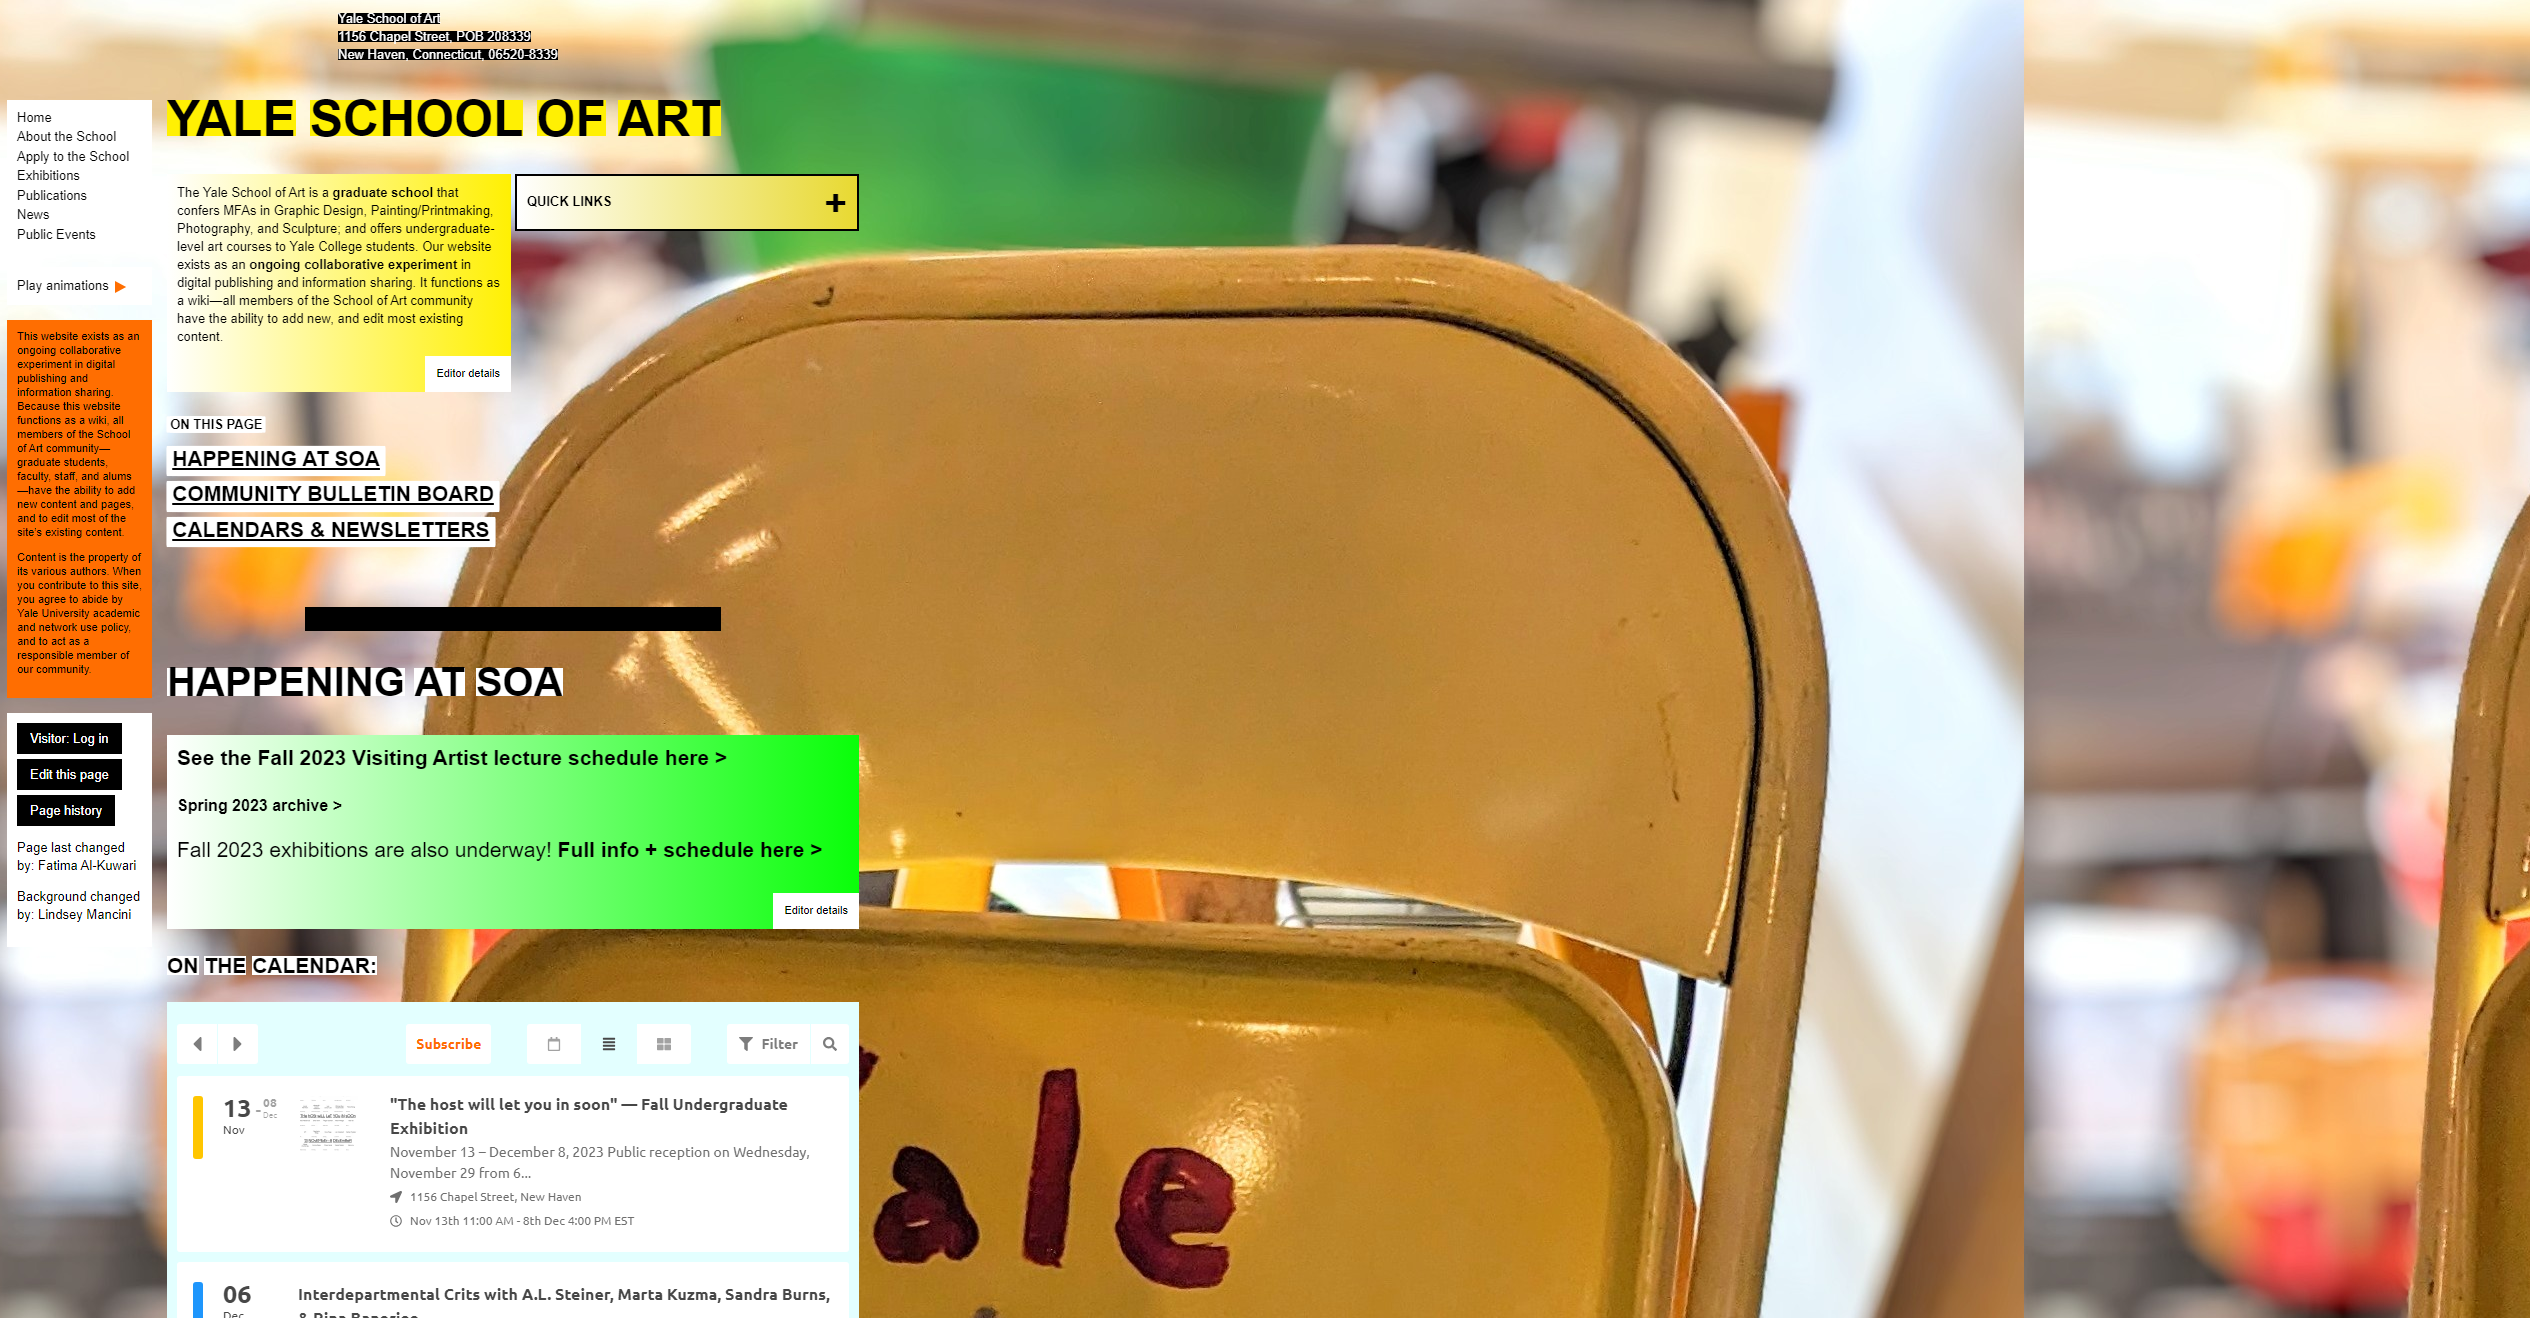 Yale School of Art
1156 Chapel Street, POB 208339
New Haven, Connecticut, 06520-8339
Home
About the School
Apply to the School
Exhibitions
Publications
News
Public Events
Play animations
This website exists as an
ongoing collaborative
experiment in digital
publishing and
information sharing.
Because this website
functions as a wiki, all
members of the School
of Art community—
graduate students,
faculty, staff, and alums
—have the ability to add
new content and pages,
and to edit most of the
site's existing content.
Content is the property of
its various authors. When
you contribute to this site,
you agree to abide by
Yale University academic
and network use policy,
and to act as a
responsible member of
our community.
Visitor: Log in
Edit this page
Page history
Page last changed
by: Fatima Al-Kuwari
Background changed
by: Lindsey Mancini
YALE SCHOOL OF ART
The Yale School of Art is a graduate school that
confers MFAs in Graphic Design, Painting/Printmaking,
Photography, and Sculpture; and offers undergraduate-
level art courses to Yale College students. Our website
exists as an ongoing collaborative experiment in
digital publishing and information sharing. It functions as
a wiki—all members of the School of Art community
have the ability to add new, and edit most existing
content.
Editor details
QUICK LINKS
ON THIS PAGE
HAPPENING AT SOA
COMMUNITY BULLETIN BOARD
CALENDARS & NEWSLETTERS
HAPPENING AT SOA
See the Fall 2023 Visiting Artist lecture schedule here >
Spring 2023 archive >
Fall 2023 exhibitions are also underway! Full info + schedule here >
Editor details
ON THE CALENDAR:
Subscribe
Filter
13 - 08
Nov Dec
"The host will let you in soon" — Fall Undergraduate
Exhibition
November 13 – December 8, 2023 Public reception on Wednesday,
November 29 from 6...
1156 Chapel Street, New Haven
Nov 13th 11:00 AM - 8th Dec 4:00 PM EST
06
Dec
Interdepartmental Crits with A.L. Steiner, Marta Kuzma, Sandra Burns,
ale